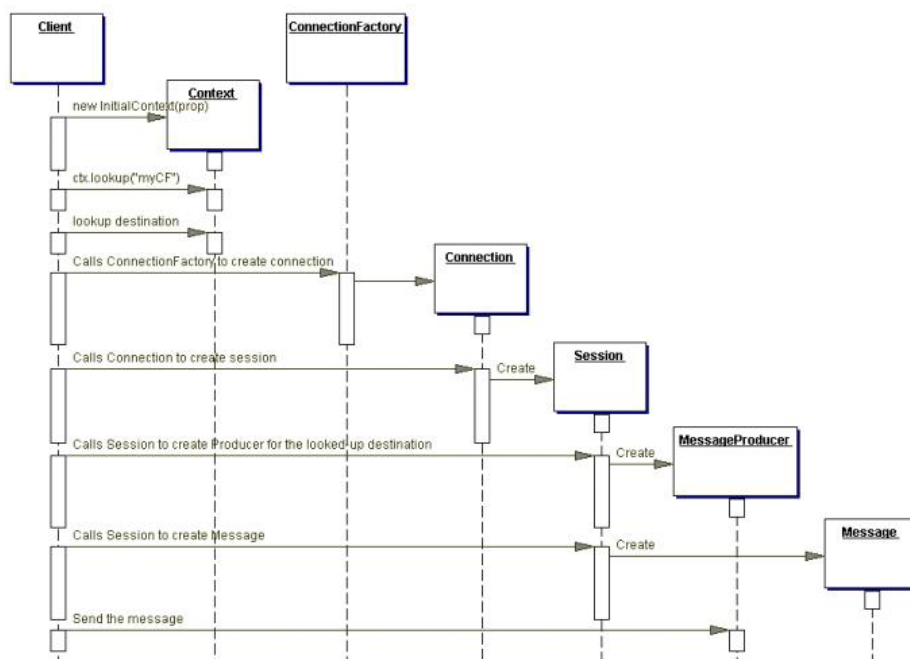 Client
ConnectionFactory
Context
new InitialContext(prop)
ctx.lookup("myCF")
lookup destination
Calls ConnectionFactory to create connection
Connection
Calls Connection to create session
Create
Session
Calls Session to create Producer for the looked-up destination
Create
MessageProducer
Calls Session to create Message
Create
Message
Send the message